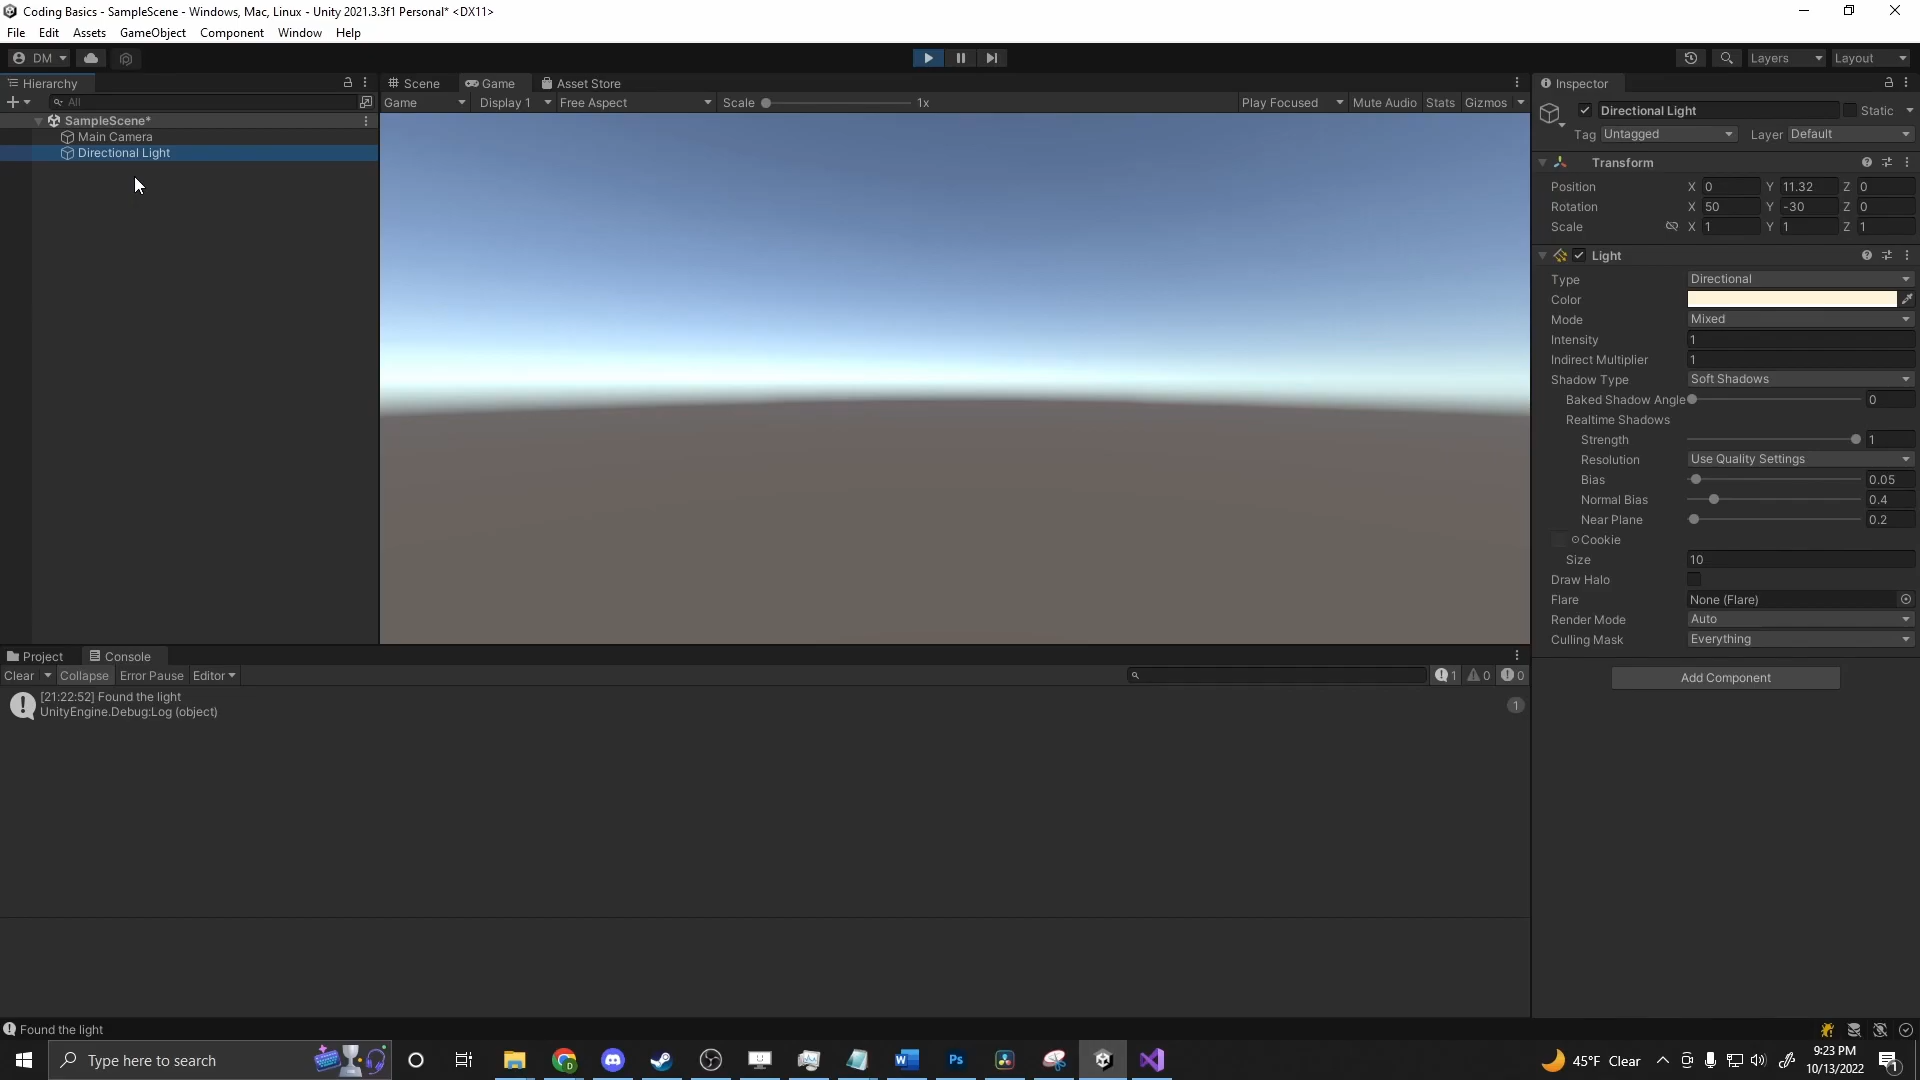 Coding Basics - SampleScene - Windows, Mac, Linux - Unity 2021.3.3f1 Personal* <DX11>
File Edit Assets GameObject Component Window Help
DM Layers Layout
Hierarchy Scene Game Asset Store Inspector
All Game Display 1 Free Aspect Scale 1x Play Focused Mute Audio Stats Gizmos
SampleScene*
Main Camera
Directional Light
Directional Light Static
Tag Untagged Layer Default
Transform
Position X 0 Y 11.32 Z 0
Rotation X 50 Y -30 Z 0
Scale X 1 Y 1 Z 1
Light
Type Directional
Color
Mode Mixed
Intensity 1
Indirect Multiplier 1
Shadow Type Soft Shadows
Baked Shadow Angle 0
Realtime Shadows
Strength 1
Resolution Use Quality Settings
Bias 0.05
Normal Bias 0.4
Near Plane 0.2
Cookie
Size 10
Draw Halo
Flare None (Flare)
Render Mode Auto
Culling Mask Everything
Add Component
Project Console
Clear Collapse Error Pause Editor 1 0 0
[21:22:52] Found the light
UnityEngine.Debug:Log (object) 1
Found the light
Type here to search 45°F Clear
9:23 PM
10/13/2022
1